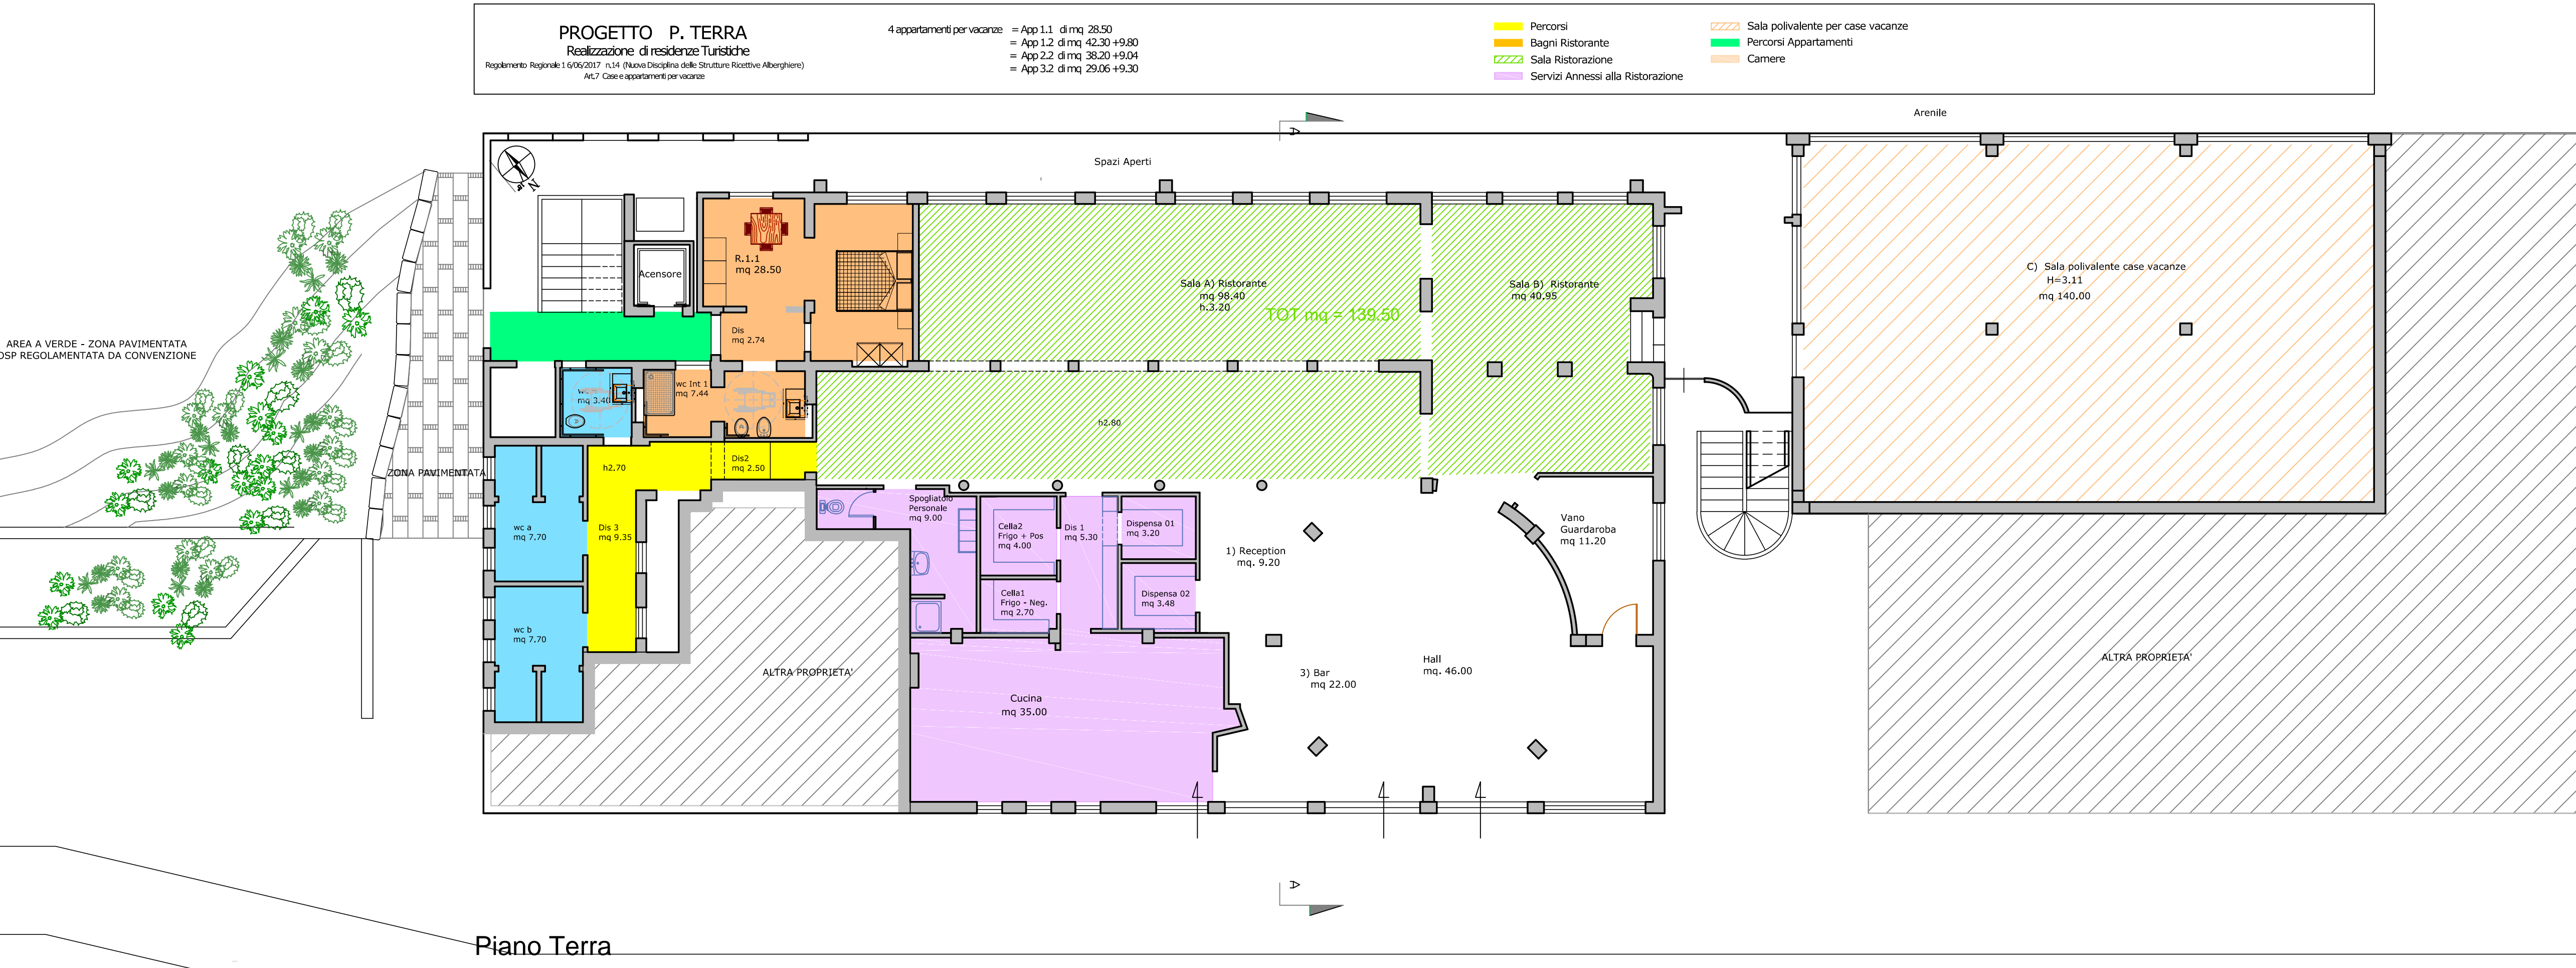 PROGETTO P. TERRA
Realizzazione di residenze Turistiche
Regolamento Regionale 1 6/06/2017 n,14 (Nuova Disciplina delle Strutture Ricettive Alberghiere)
Art.7 Case e appartamenti per vacanze
4 appartamenti per vacanze = App 1.1 di mq 28.50
= App 1.2 di mq 42.30 +9.80
= App 2.2 di mq 38.20 +9.04
= App 3.2 di mq 29.06 +9.30
Percorsi
Bagni Ristorante
Sala Ristorazione
Servizi Annessi alla Ristorazione
Sala polivalente per case vacanze
Percorsi Appartamenti
Camere
Arenile
A
Spazi Aperti
N
Acensore
R.1.1
mq 28.50
Sala A) Ristorante
mq 98.40
h.3.20
TOT mq = 139.50
Sala B) Ristorante
mq 40.95
C) Sala polivalente case vacanze
H=3.11
mq 140.00
Dis
mq 2.74
AREA A VERDE - ZONA PAVIMENTATA
OSP REGOLAMENTATA DA CONVENZIONE
mq 3.40
wc Int 1
mq 7.44
h2.80
Dis2
mq 2.50
h2,70
ZONA PAVIMENTATA
wc a
mq 7.70
Dis 3
mq 9.35
Spogliatoio
Personale
mq 9.00
Cella2
Frigo + Pos
mq 4.00
Dis 1
mq 5.30
Dispensa 01
mq 3.20
1) Reception
mq. 9.20
Vano
Guardaroba
mq 11.20
Cella1
Frigo - Neg.
mq 2,70
Dispensa 02
mq 3.48
wc b
mq 7.70
ALTRA PROPRIETA'
Cucina
mq 35.00
3) Bar
mq 22.00
Hall
mq. 46.00
ALTRA PROPRIETA'
A
Piano Terra